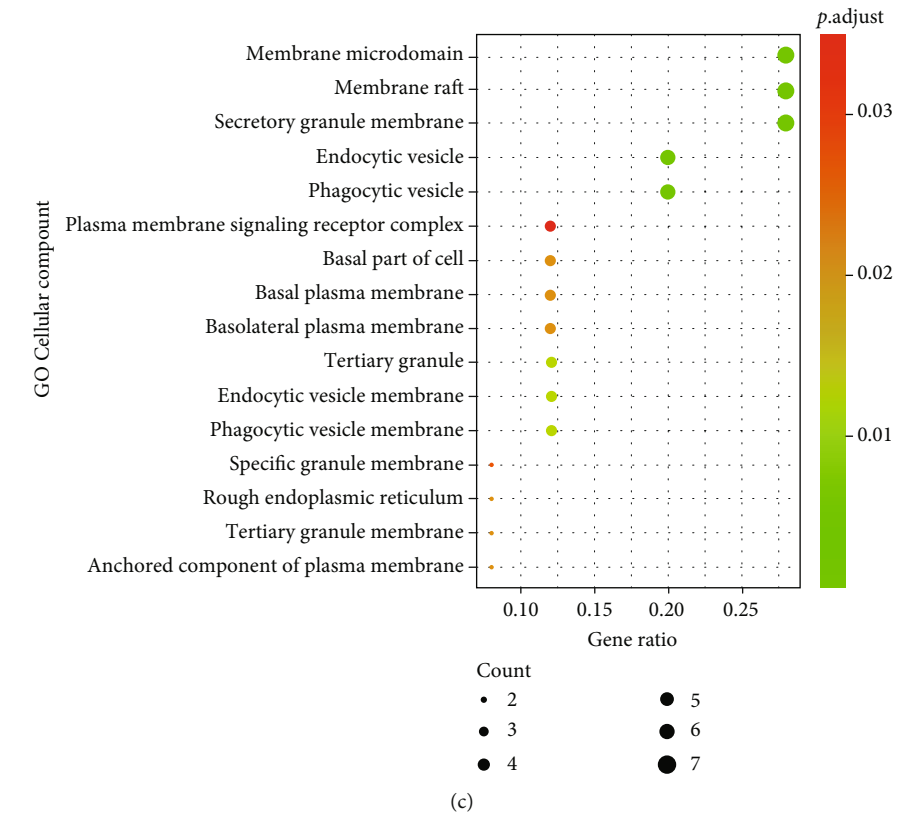 p.adjust
Membrane microdomain
Membrane raft
Secretory granule membrane
Endocytic vesicle
Phagocytic vesicle
Plasma membrane signaling receptor complex
Basal part of cell
Basal plasma membrane
Basolateral plasma membrane
Tertiary granule
Endocytic vesicle membrane
Phagocytic vesicle membrane
Specific granule membrane
Rough endoplasmic reticulum
Tertiary granule membrane
Anchored component of plasma membrane
GO Cellular compount
0.03
0.02
0.01
0.10 0.15 0.20 0.25
Gene ratio
Count
2 5
3 6
4 7
(c)